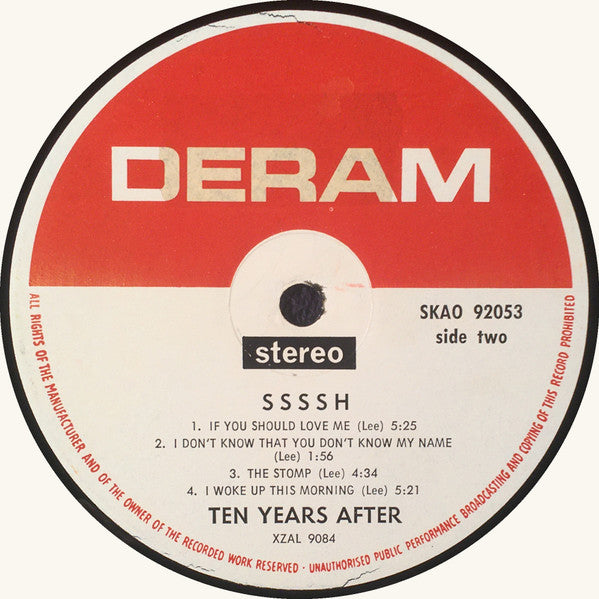 DERAM
SKAO 92053
side two
stereo
SSSSH
1. IF YOU SHOULD LOVE ME (Lee) 5:25
2. I DON'T KNOW THAT YOU DON'T KNOW MY NAME
(Lee) 1:56
3. THE STOMP (Lee) 4:34
4. I WOKE UP THIS MORNING (Lee) 5:21
TEN YEARS AFTER
XZAL 9084
ALL RIGHTS OF THE MANUFACTURER AND OF THE OWNER OF THE RECORDED WORK RESERVED · UNAUTHORISED PUBLIC PERFORMANCE BROADCASTING AND COPYING OF THIS RECORD PROHIBITED